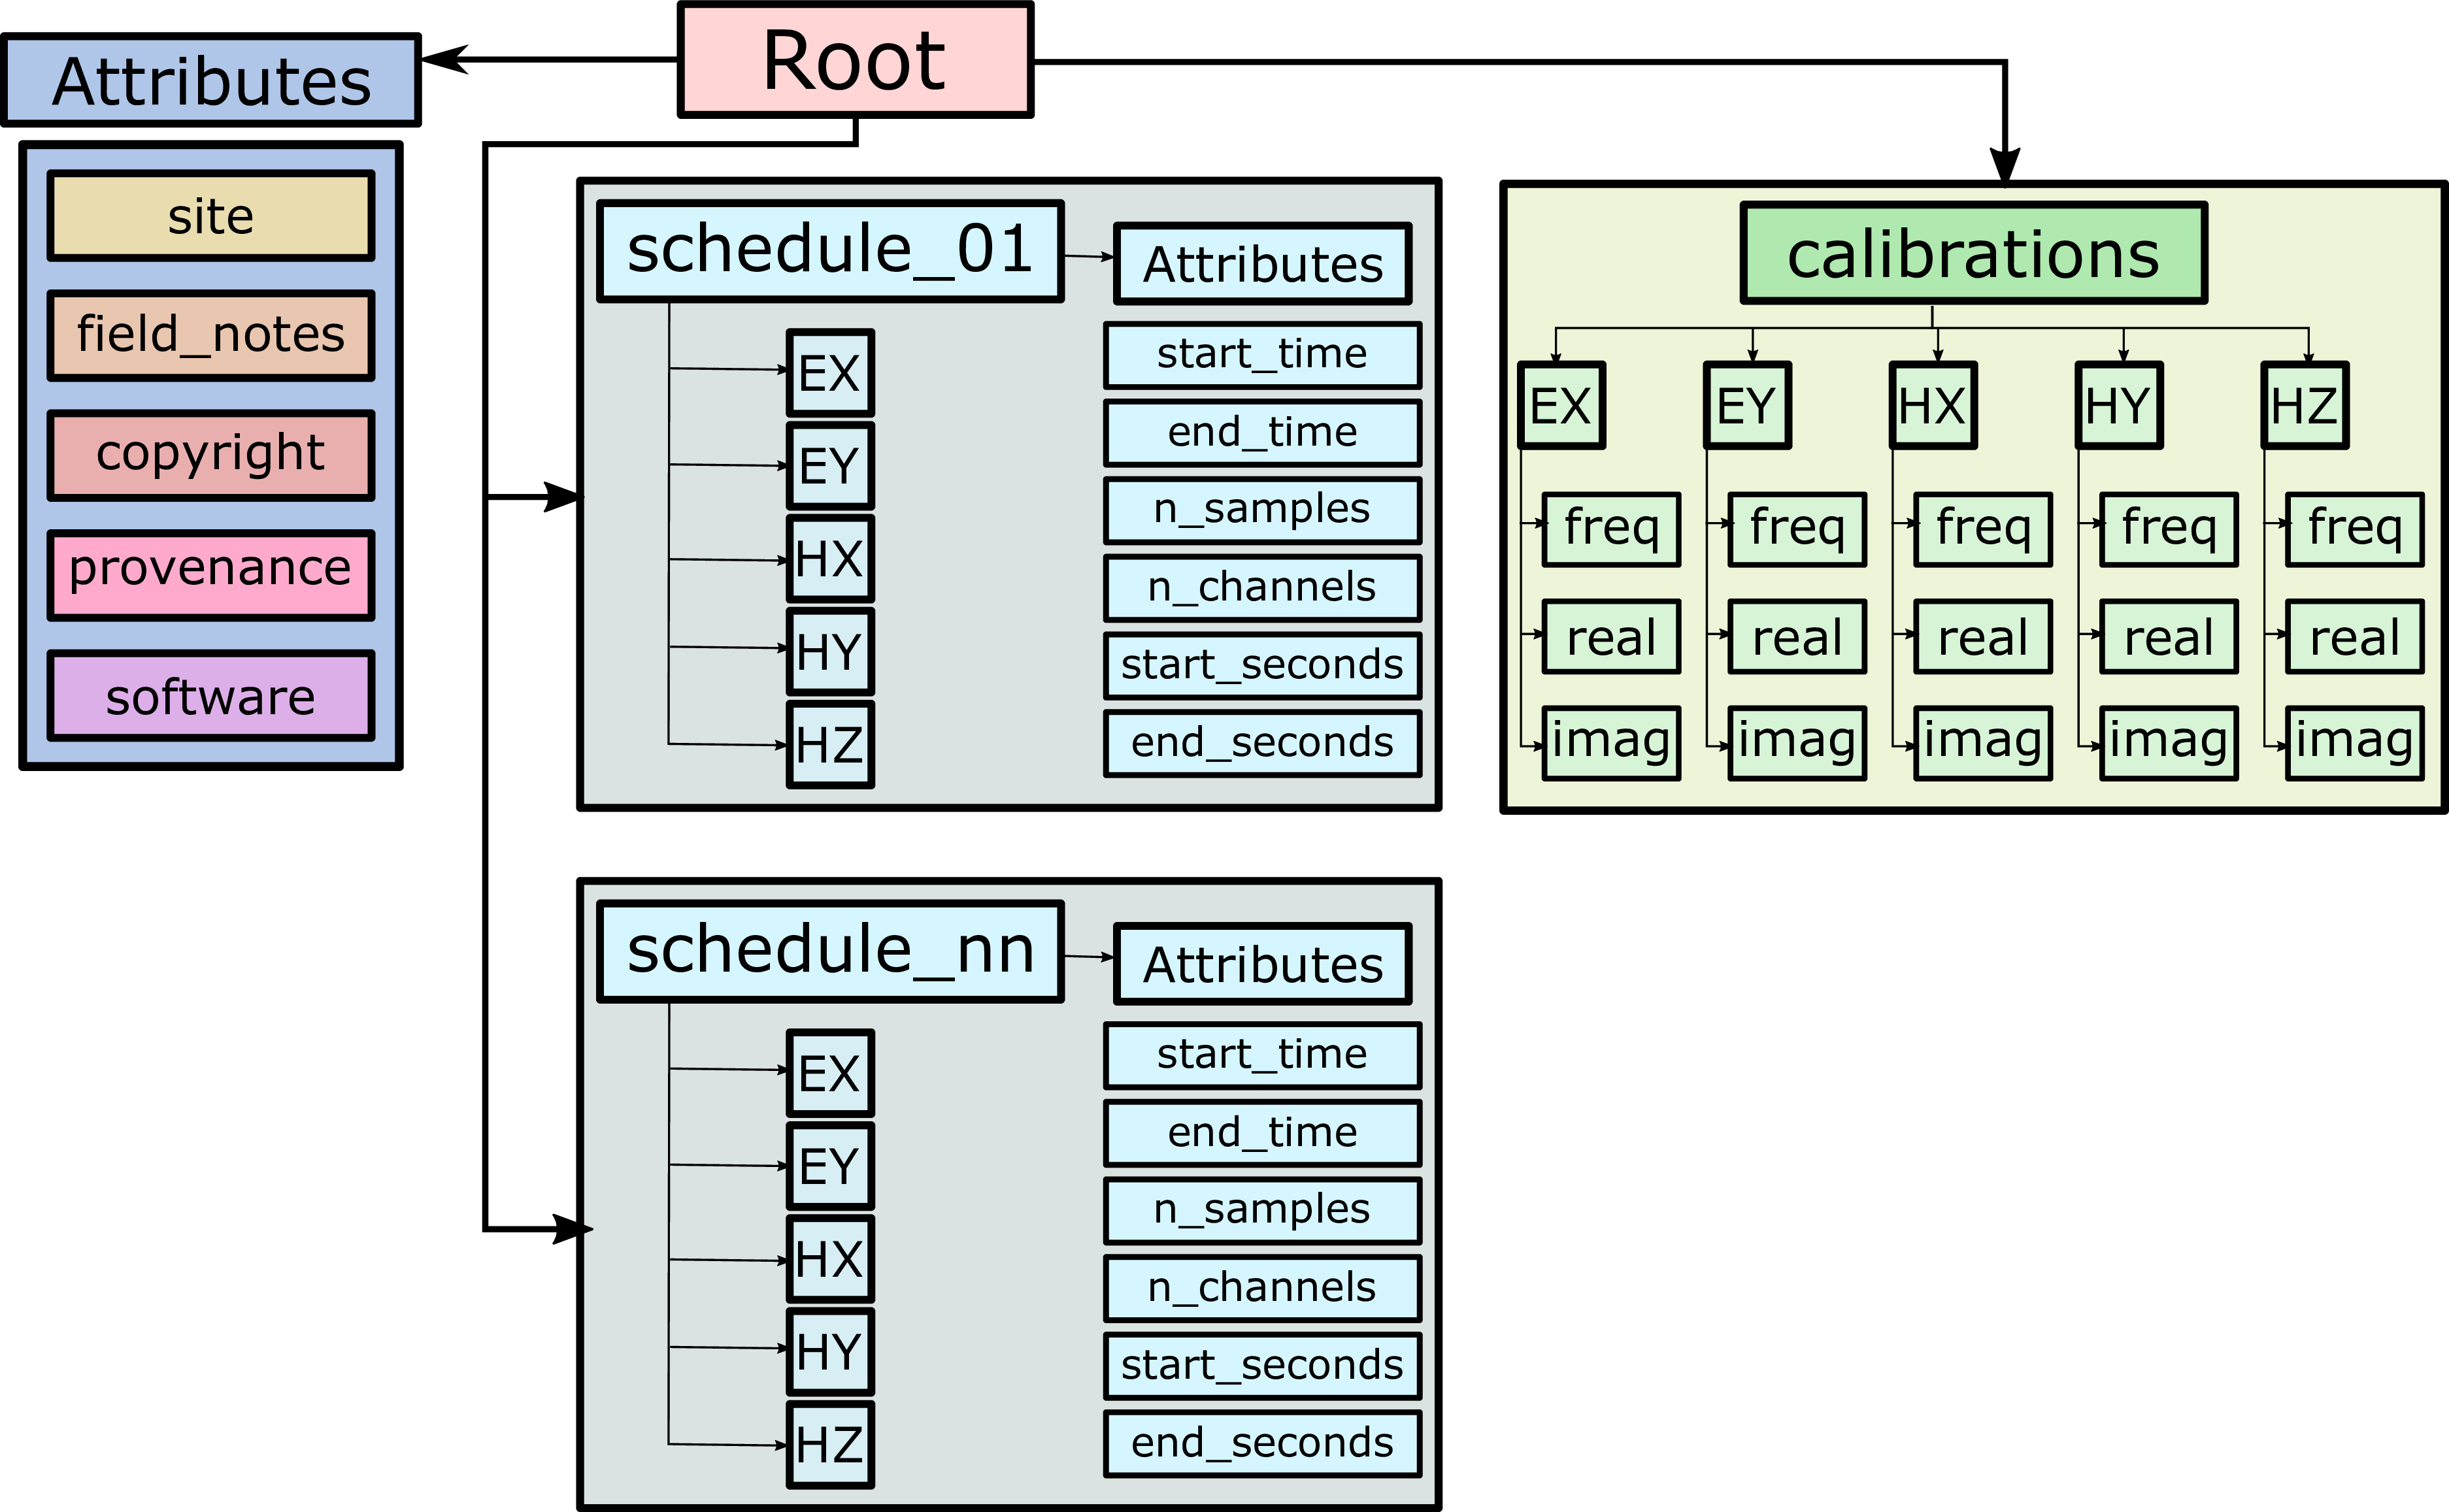 Root
Attributes
site
field_notes
copyright
provenance
software
schedule_01
Attributes
EX
EY
HX
HY
HZ
start_time
end_time
n_samples
n_channels
start_seconds
end_seconds
calibrations
EX EY HX HY HZ
freq freq freq freq freq
real real real real real
imag imag imag imag imag
schedule_nn
Attributes
EX
EY
HX
HY
HZ
start_time
end_time
n_samples
n_channels
start_seconds
end_seconds